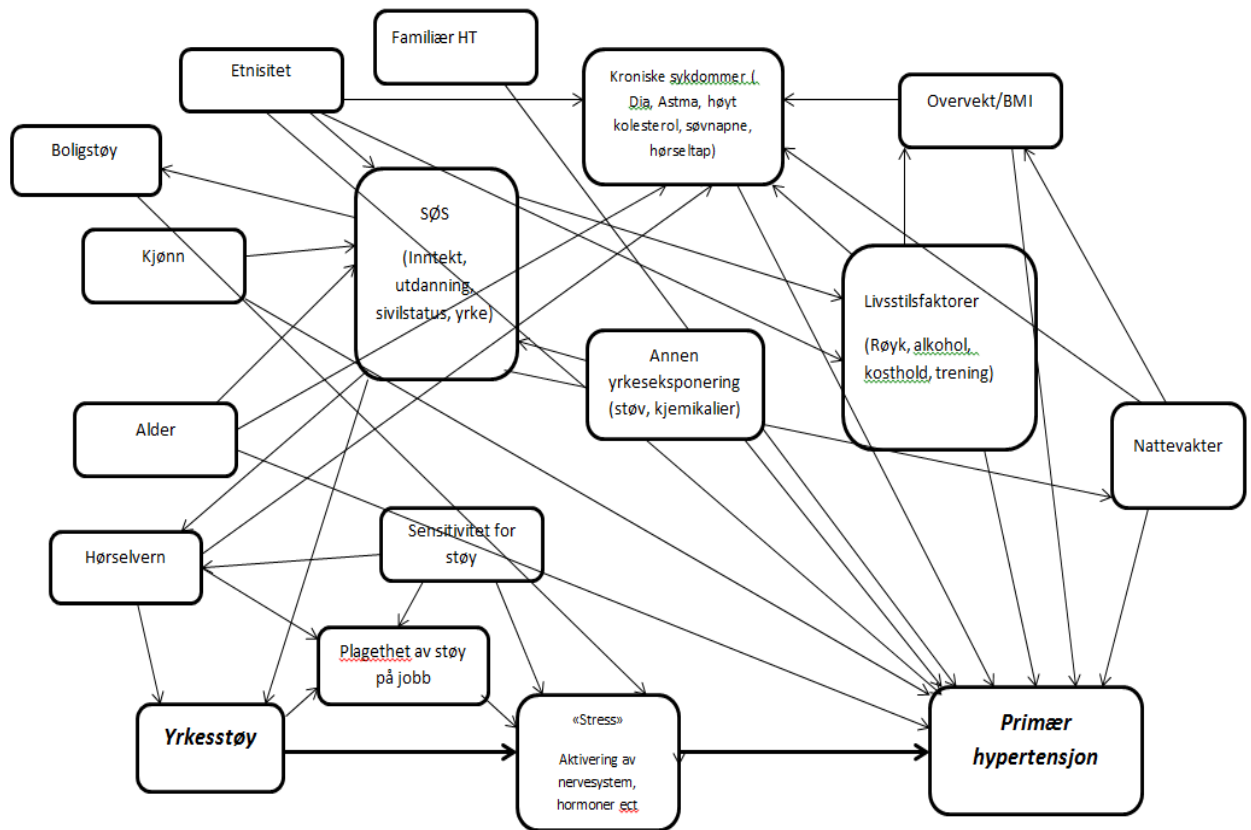 Familiær HT
Etnisitet
Kroniske sykdommer (
Dia, Astma, høyt
kolesterol, søvnapne,
hørseltap)
Overvekt/BMI
Boligstøy
SØS
(Inntekt,
utdanning,
sivilstatus, yrke)
Kjønn
Livsstilsfaktorer
(Røyk, alkohol,
kosthold, trening)
Annen
yrkeseksponering
(støv, kjemikalier)
Alder
Nattevakter
Hørselvern
Sensitivitet for
støy
Plagethet av støy
på jobb
Yrkesstøy
«Stress»
Aktivering av
nervesystem,
hormoner ect
Primær
hypertensjon